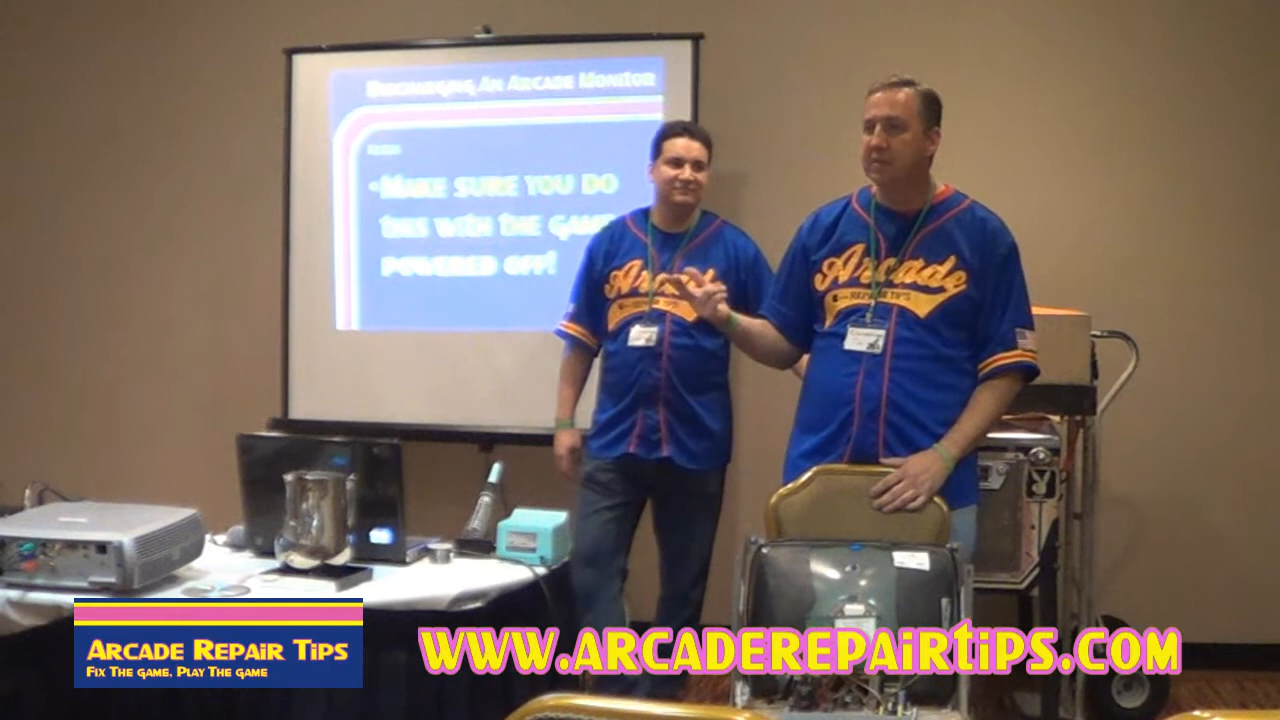 Discharging An Arcade Monitor
•Make sure you do
this with the game
powered off!
Arcade
REPAIR TIPS
Arcade
REPAIR TIPS
Arcade Repair Tips
Fix The game, Play The game
www.arcaderepairtips.com